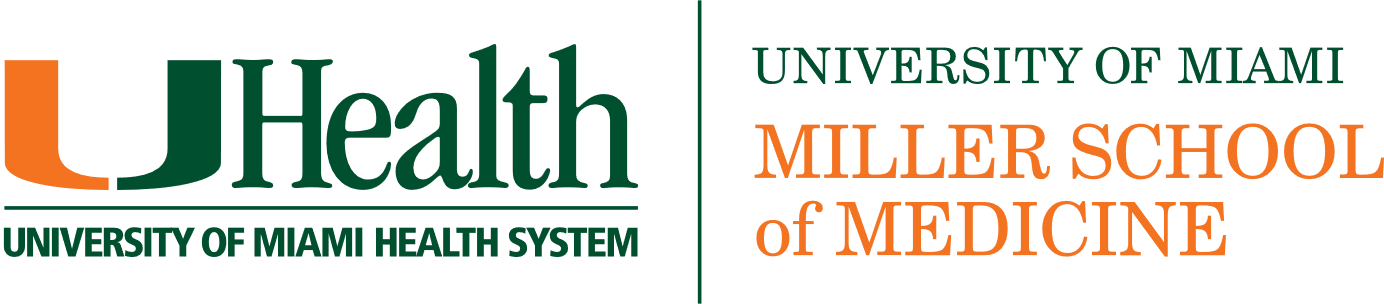 UHealth
UNIVERSITY OF MIAMI HEALTH SYSTEM
UNIVERSITY OF MIAMI
MILLER SCHOOL
of MEDICINE